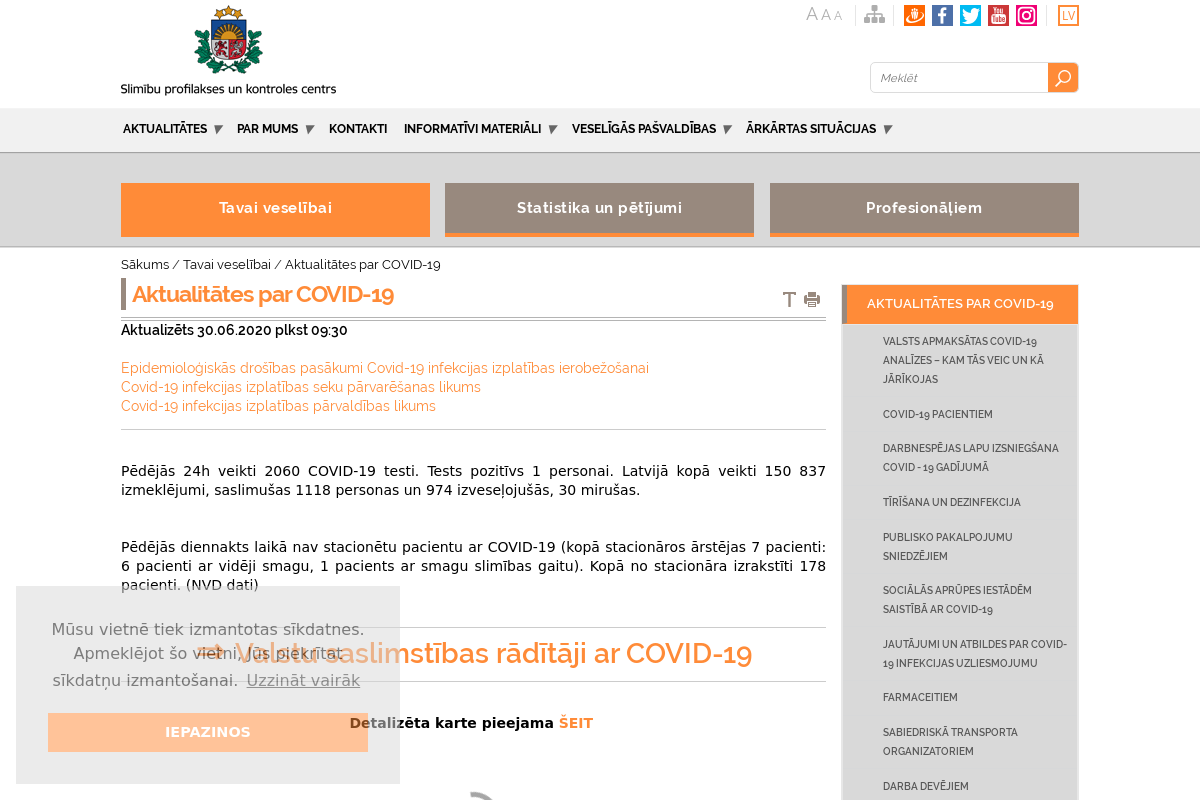 A A A
You
Tube
LV
Slimību profilakses un kontroles centrs
Meklēt
AKTUALITĀTES PAR MUMS KONTAKTI INFORMATĪVI MATERIĀLI VESELĪGĀS PAŠVALDĪBAS ĀRKĀRTAS SITUĀCIJAS
Tavai veselībai
Statistika un pētījumi
Profesionāļiem
Sākums / Tavai veselībai / Aktualitātes par COVID-19
Aktualitātes par COVID-19
Aktualizēts 30.06.2020 plkst 09:30
Epidemioloģiskās drošības pasākumi Covid-19 infekcijas izplatības ierobežošanai
Covid-19 infekcijas izplatības seku pārvarēšanas likums
Covid-19 infekcijas izplatības pārvaldības likums
Pēdējās 24h veikti 2060 COVID-19 testi. Tests pozitīvs 1 personai. Latvijā kopā veikti 150 837
izmeklējumi, saslimušas 1118 personas un 974 izveseļojušās, 30 mirušas.
Pēdējās diennakts laikā nav stacionētu pacientu ar COVID-19 (kopā stacionāros ārstējas 7 pacienti:
6 pacienti ar vidēji smagu, 1 pacients ar smagu slimības gaitu). Kopā no stacionāra izrakstīti 178
pacienti. (NVD dati)
⇒ Valstu saslimstības rādītāji ar COVID-19
Detalizēta karte pieejama ŠEIT
Mūsu vietnē tiek izmantotas sīkdatnes.
Apmeklējot šo vietni, Jūs piekrītat
sīkdatņu izmantošanai. Uzzināt vairāk
IEPAZINOS
AKTUALITĀTES PAR COVID-19
VALSTS APMAKSĀTAS COVID-19
ANALĪZES – KAM TĀS VEIC UN KĀ
JĀRĪKOJAS
COVID-19 PACIENTIEM
DARBNESPĒJAS LAPU IZSNIEGŠANA
COVID - 19 GADĪJUMĀ
TĪRĪŠANA UN DEZINFEKCIJA
PUBLISKO PAKALPOJUMU
SNIEDZĒJIEM
SOCIĀLĀS APRŪPES IESTĀDĒM
SAISTĪBĀ AR COVID-19
JAUTĀJUMI UN ATBILDES PAR COVID-
19 INFEKCIJAS UZLIESMOJUMU
FARMACEITIEM
SABIEDRISKĀ TRANSPORTA
ORGANIZATORIEM
DARBA DEVĒJIEM